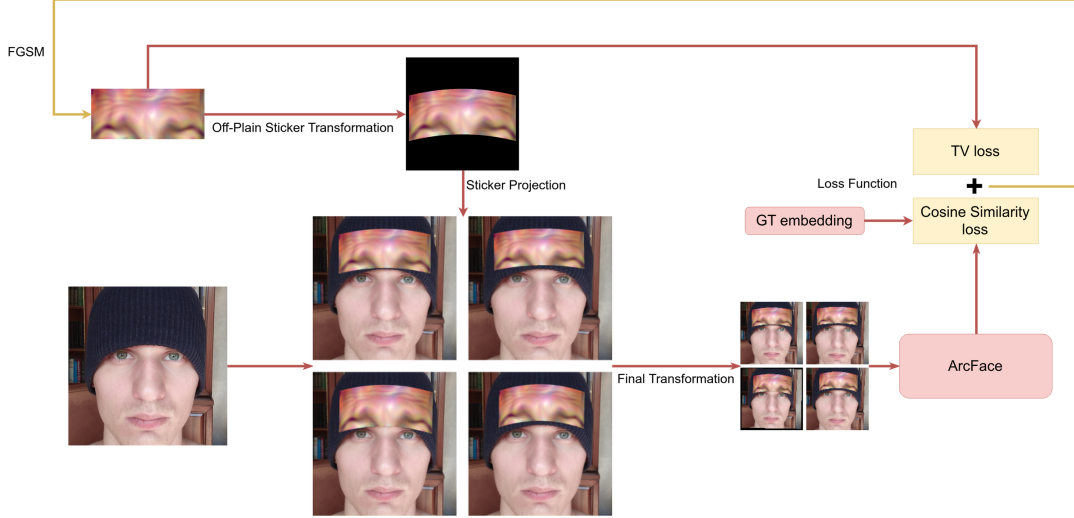 FGSM
Off-Plain Sticker Transformation
Sticker Projection
TV loss
Loss Function
+
GT embedding
Cosine Similarity
loss
Final Transformation
ArcFace